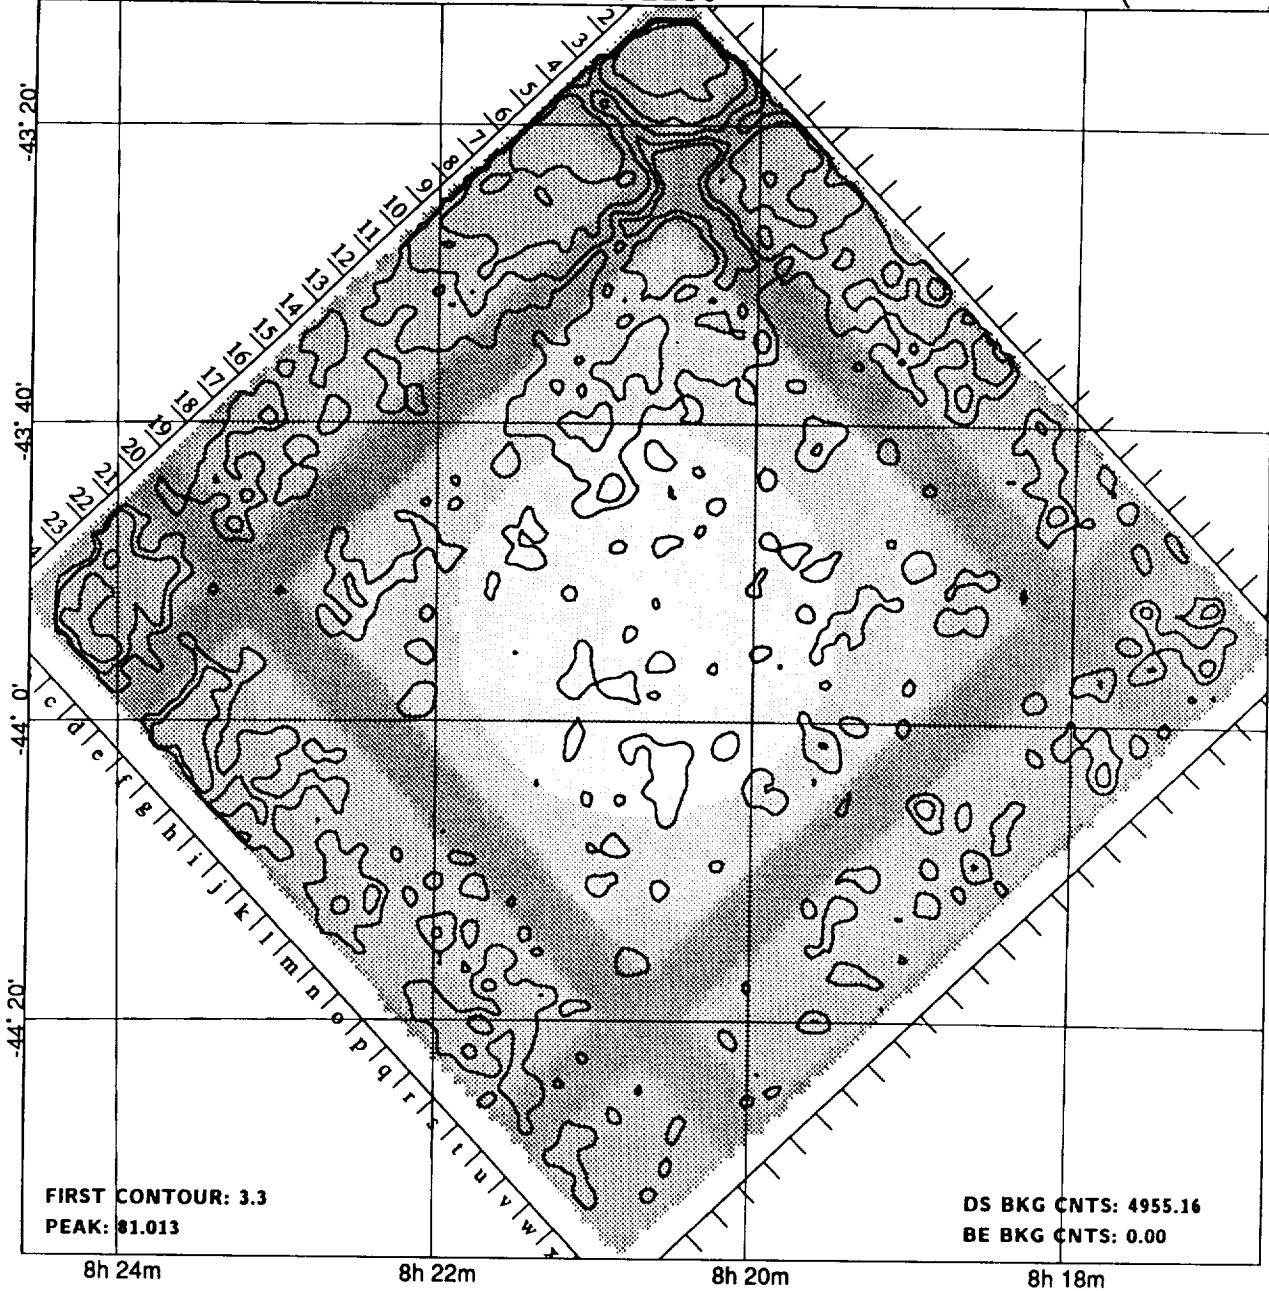 2
3
4
5
6
7
8
9
10
11
12
13
14
15
16
17
18
19
20
21
22
23
-43° 20'
-43° 40'
-44° 0'
-44° 20'
c
d
e
f
g
h
i
j
k
l
m
n
o
p
q
r
s
t
u
v
w
x
FIRST CONTOUR: 3.3
PEAK: 81.013
DS BKG CNTS: 4955.16
BE BKG CNTS: 0.00
8h 24m
8h 22m
8h 20m
8h 18m